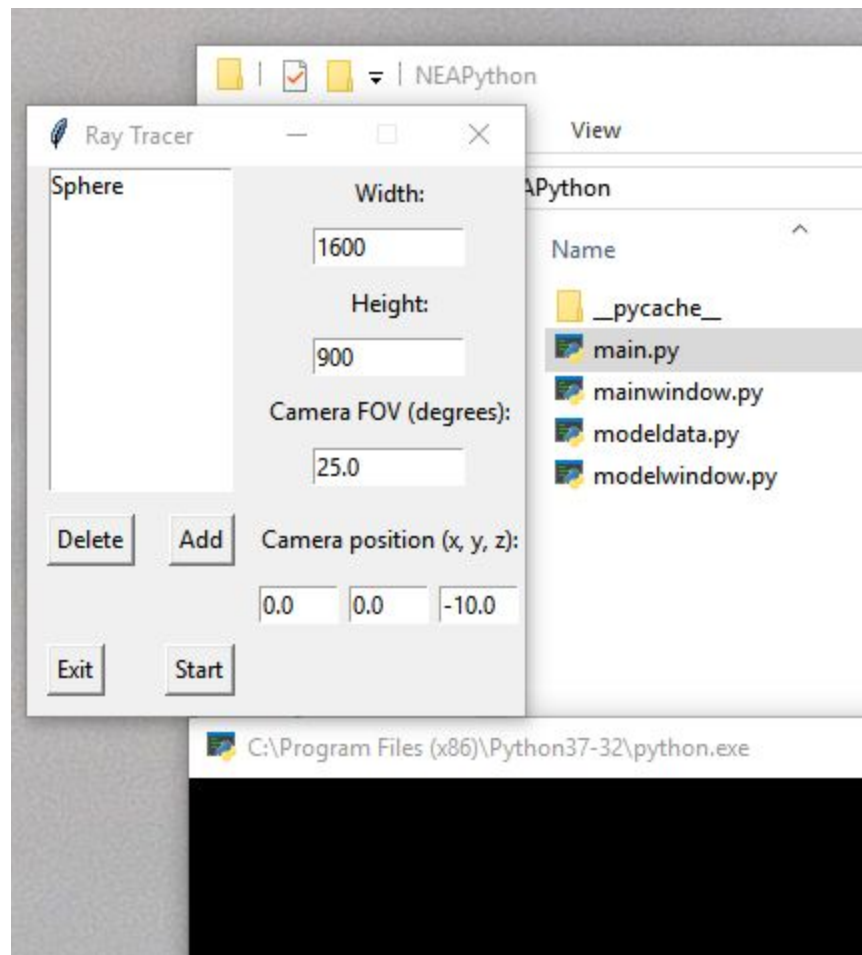 NEAPython
Ray Tracer
View
Sphere
Width:
APython
1600
Name
Height:
__pycache__
900
main.py
mainwindow.py
Camera FOV (degrees):
modeldata.py
25.0
modelwindow.py
Delete
Add
Camera position (x, y, z):
0.0
0.0
-10.0
Exit
Start
C:\Program Files (x86)\Python37-32\python.exe